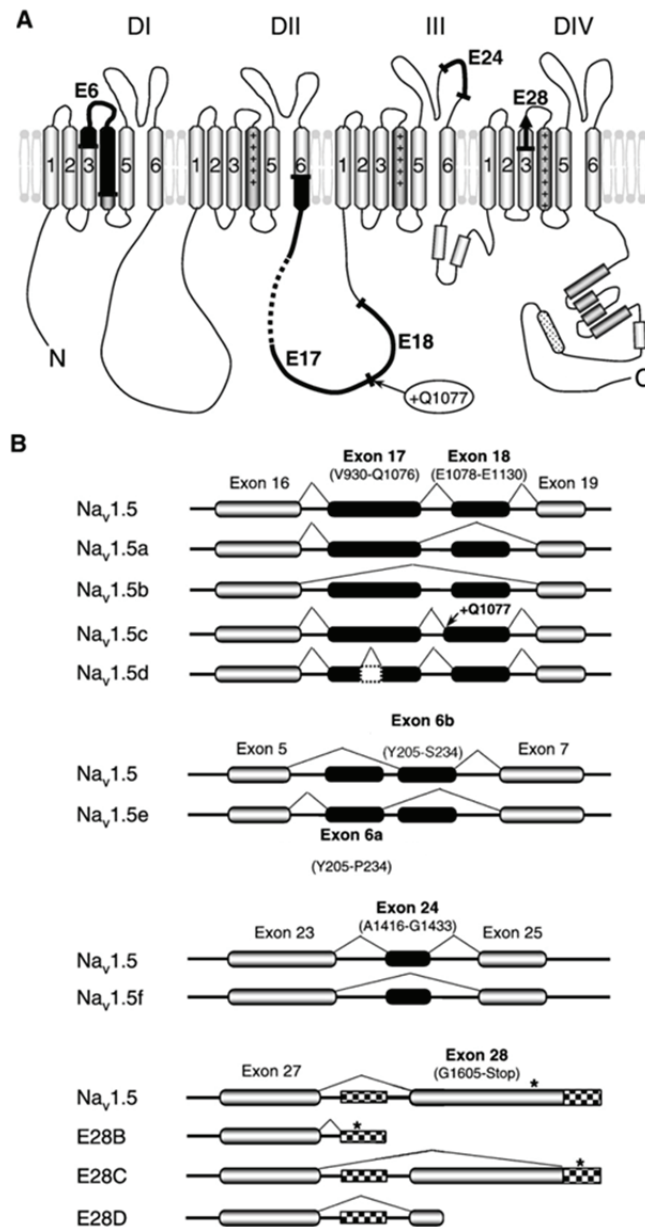 A
DI DII III DIV
E6 E24 E28
1 2 3 5 6 1 2 3 + + + + 5 6 1 2 3 + + + + 5 6 1 2 3 + + + + 5 6
N E17 E18 C
+Q1077
B
Exon 17 Exon 18
Exon 16 (V930-Q1076) (E1078-E1130) Exon 19
Nav1.5
Nav1.5a
Nav1.5b
+Q1077
Nav1.5c
Nav1.5d
Exon 6b
Exon 5 (Y205-S234) Exon 7
Nav1.5
Nav1.5e
Exon 6a
(Y205-P234)
Exon 24
Exon 23 (A1416-G1433) Exon 25
Nav1.5
Nav1.5f
Exon 28
Exon 27 (G1605-Stop)
*
Nav1.5
*
E28B
*
E28C
E28D